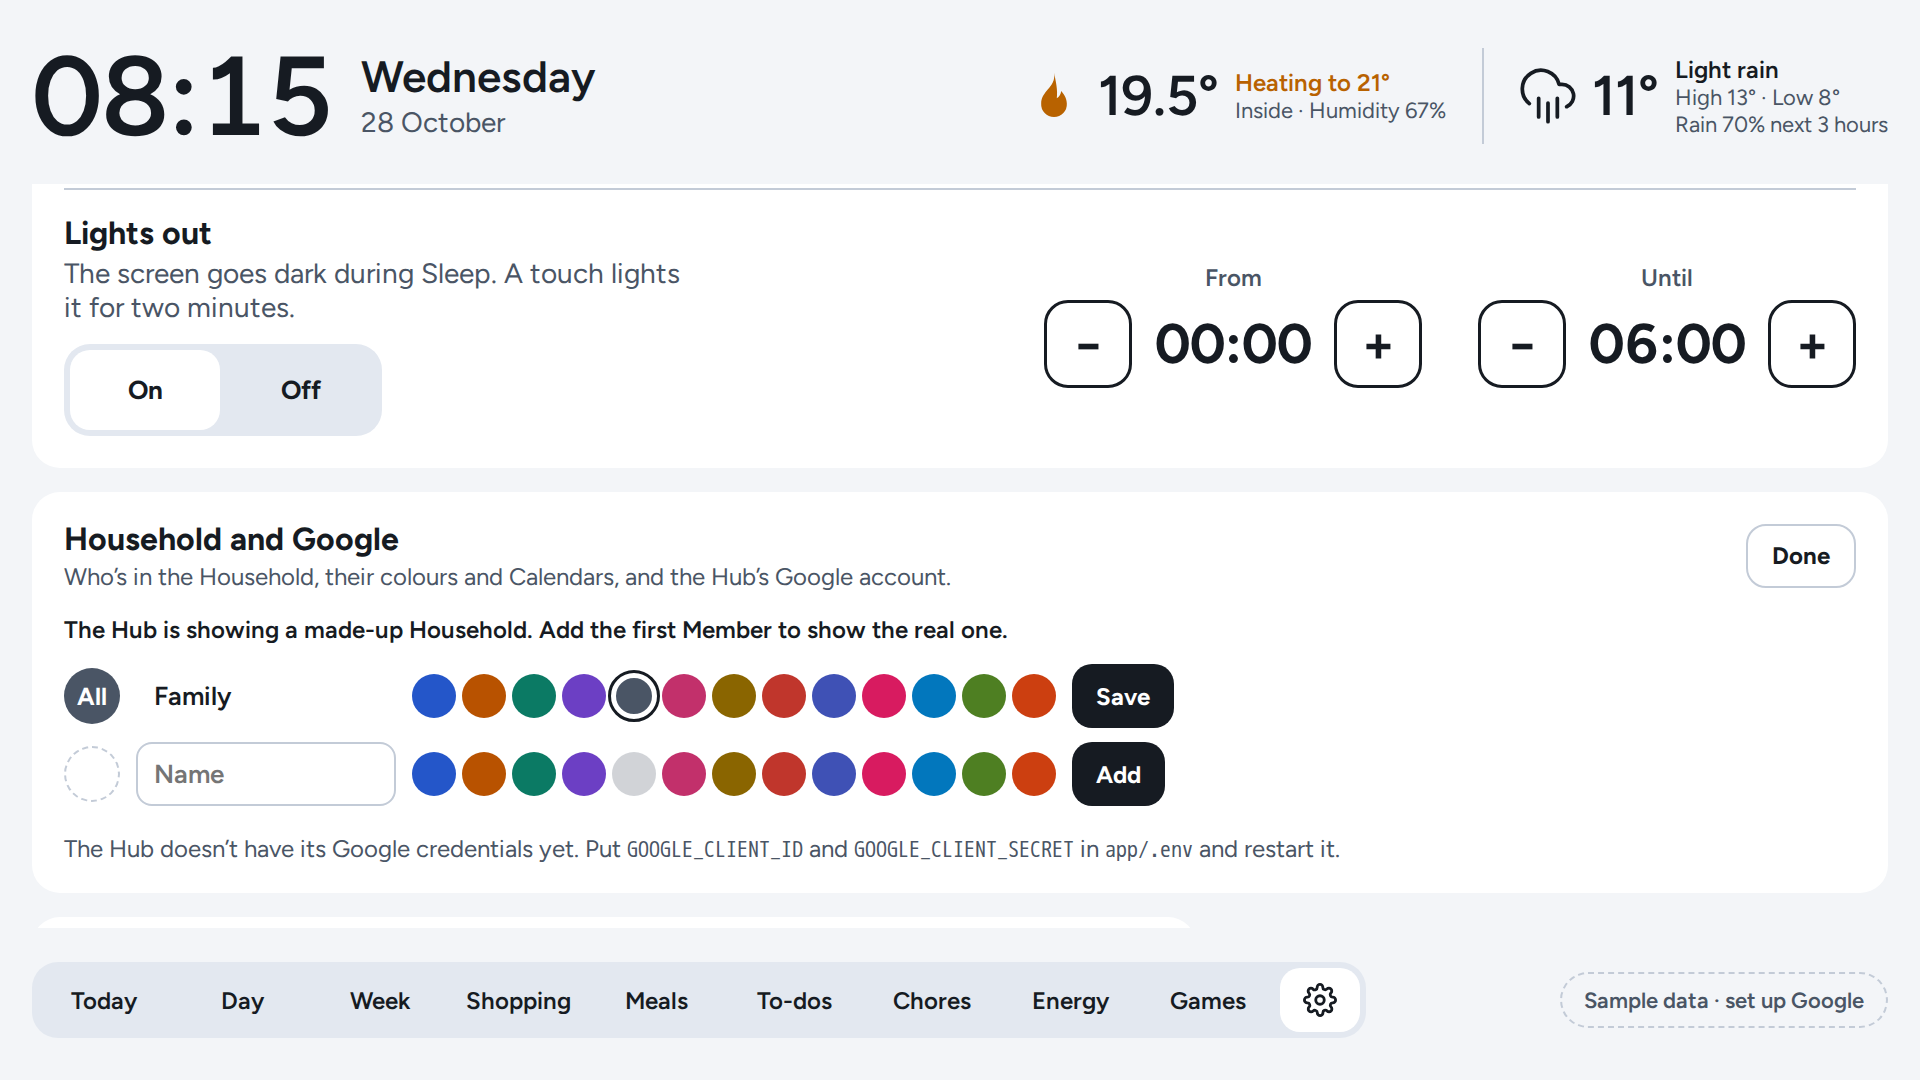 08:15
Wednesday
28 October
19.5°
Heating to 21°
Inside · Humidity 67%
11°
Light rain
High 13° · Low 8°
Rain 70% next 3 hours
Lights out
The screen goes dark during Sleep. A touch lights
it for two minutes.
On
Off
From
− 00:00 +
Until
− 06:00 +
Household and Google
Who’s in the Household, their colours and Calendars, and the Hub’s Google account.
Done
The Hub is showing a made-up Household. Add the first Member to show the real one.
All
Family
Save
Name
Add
The Hub doesn’t have its Google credentials yet. Put GOOGLE_CLIENT_ID and GOOGLE_CLIENT_SECRET in app/.env and restart it.
Today
Day
Week
Shopping
Meals
To-dos
Chores
Energy
Games
Sample data · set up Google